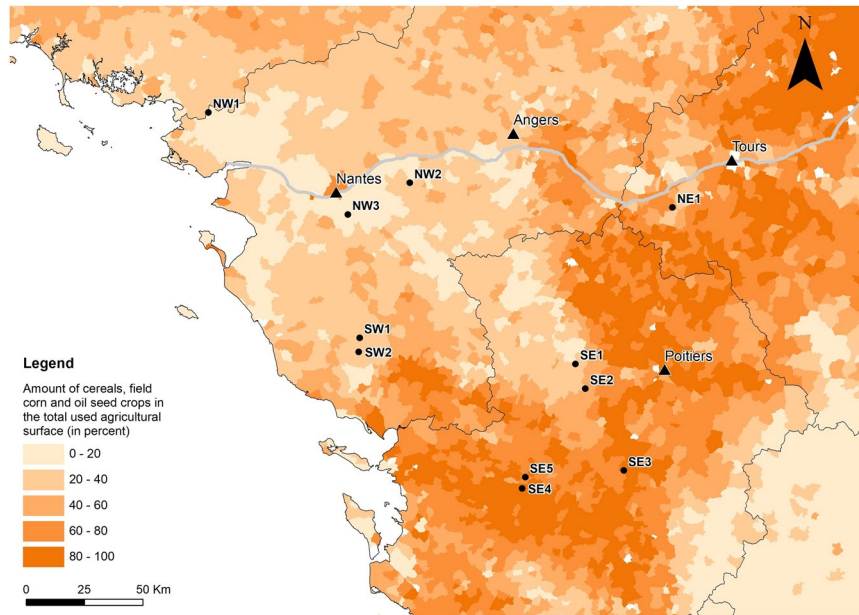 N
NW1
Angers
Tours
Nantes
NW2
NW3
NE1
SW1
SW2
SE1
SE2
Poitiers
SE3
SE5
SE4
Legend
Amount of cereals, field
corn and oil seed crops in
the total used agricultural
surface (in percent)
0 - 20
20 - 40
40 - 60
60 - 80
80 - 100
0 25 50 Km